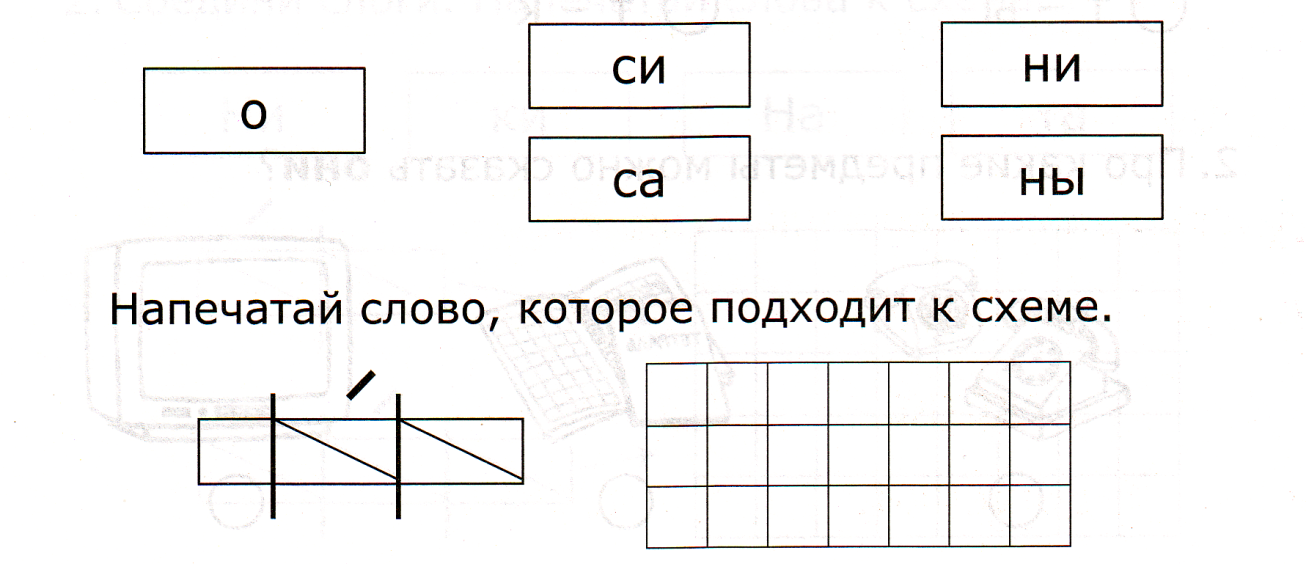 о си ни
са ны
Напечатай слово, которое подходит к схеме.